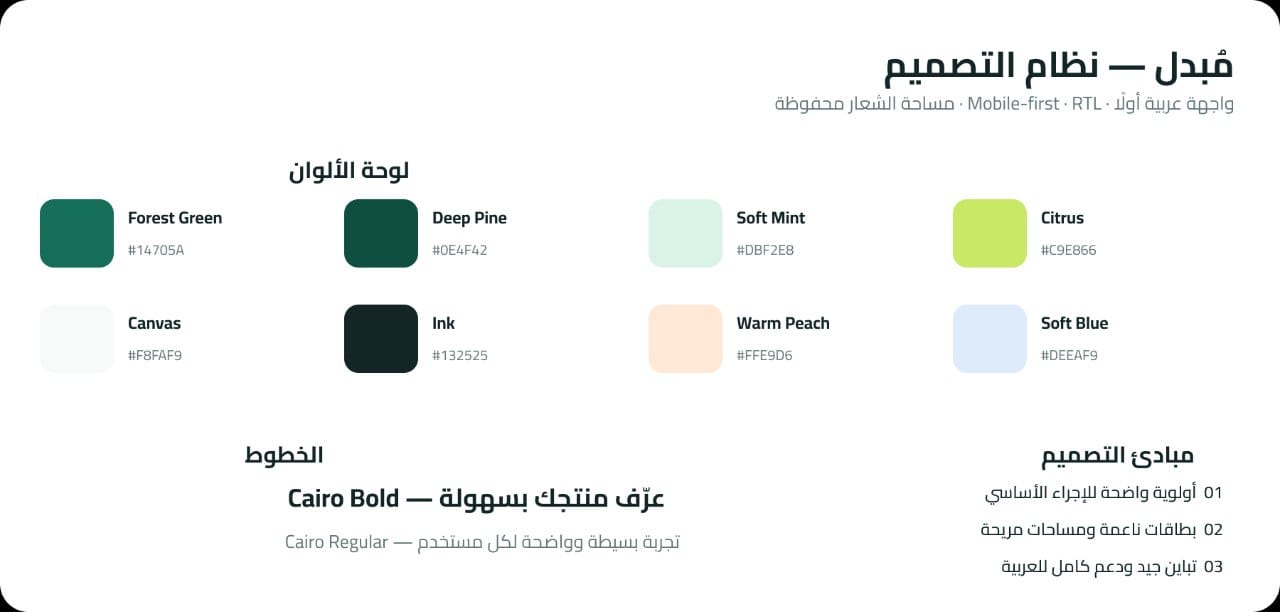 مُبدل — نظام التصميم
واجهة عربية أولًا · Mobile-first · RTL · مساحة الشعار محفوظة
لوحة الألوان
Forest Green
#14705A
Deep Pine
#0E4F42
Soft Mint
#DBF2E8
Citrus
#C9E866
Canvas
#F8FAF9
Ink
#132525
Warm Peach
#FFE9D6
Soft Blue
#DEEAF9
مبادئ التصميم
01 أولوية واضحة للإجراء الأساسي
02 بطاقات ناعمة ومساحات مريحة
03 تباين جيد ودعم كامل للعربية
الخطوط
عرّف منتجك بسهولة — Cairo Bold
تجربة بسيطة وواضحة لكل مستخدم — Cairo Regular